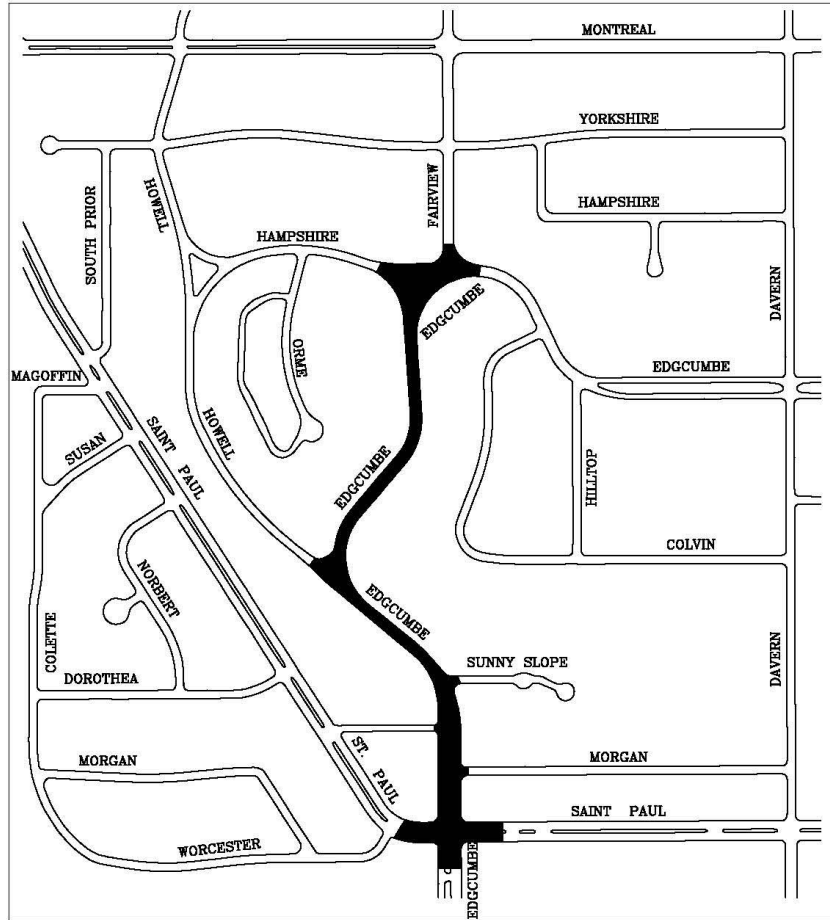 MONTREAL
YORKSHIRE
HOWELL
FAIRVIEW
SOUTH PRIOR
HAMPSHIRE
HAMPSHIRE
DAVERN
EDGCUMBE
ORME
EDGCUMBE
MAGOFFIN
SAINT PAUL
HOWELL
SUSAN
EDGCUMBE
HILLTOP
COLVIN
NORBERT
EDGCUMBE
COLETTE
SUNNY SLOPE
DAVERN
DOROTHEA
MORGAN
ST. PAUL
MORGAN
SAINT PAUL
WORCESTER
EDGCUMBE